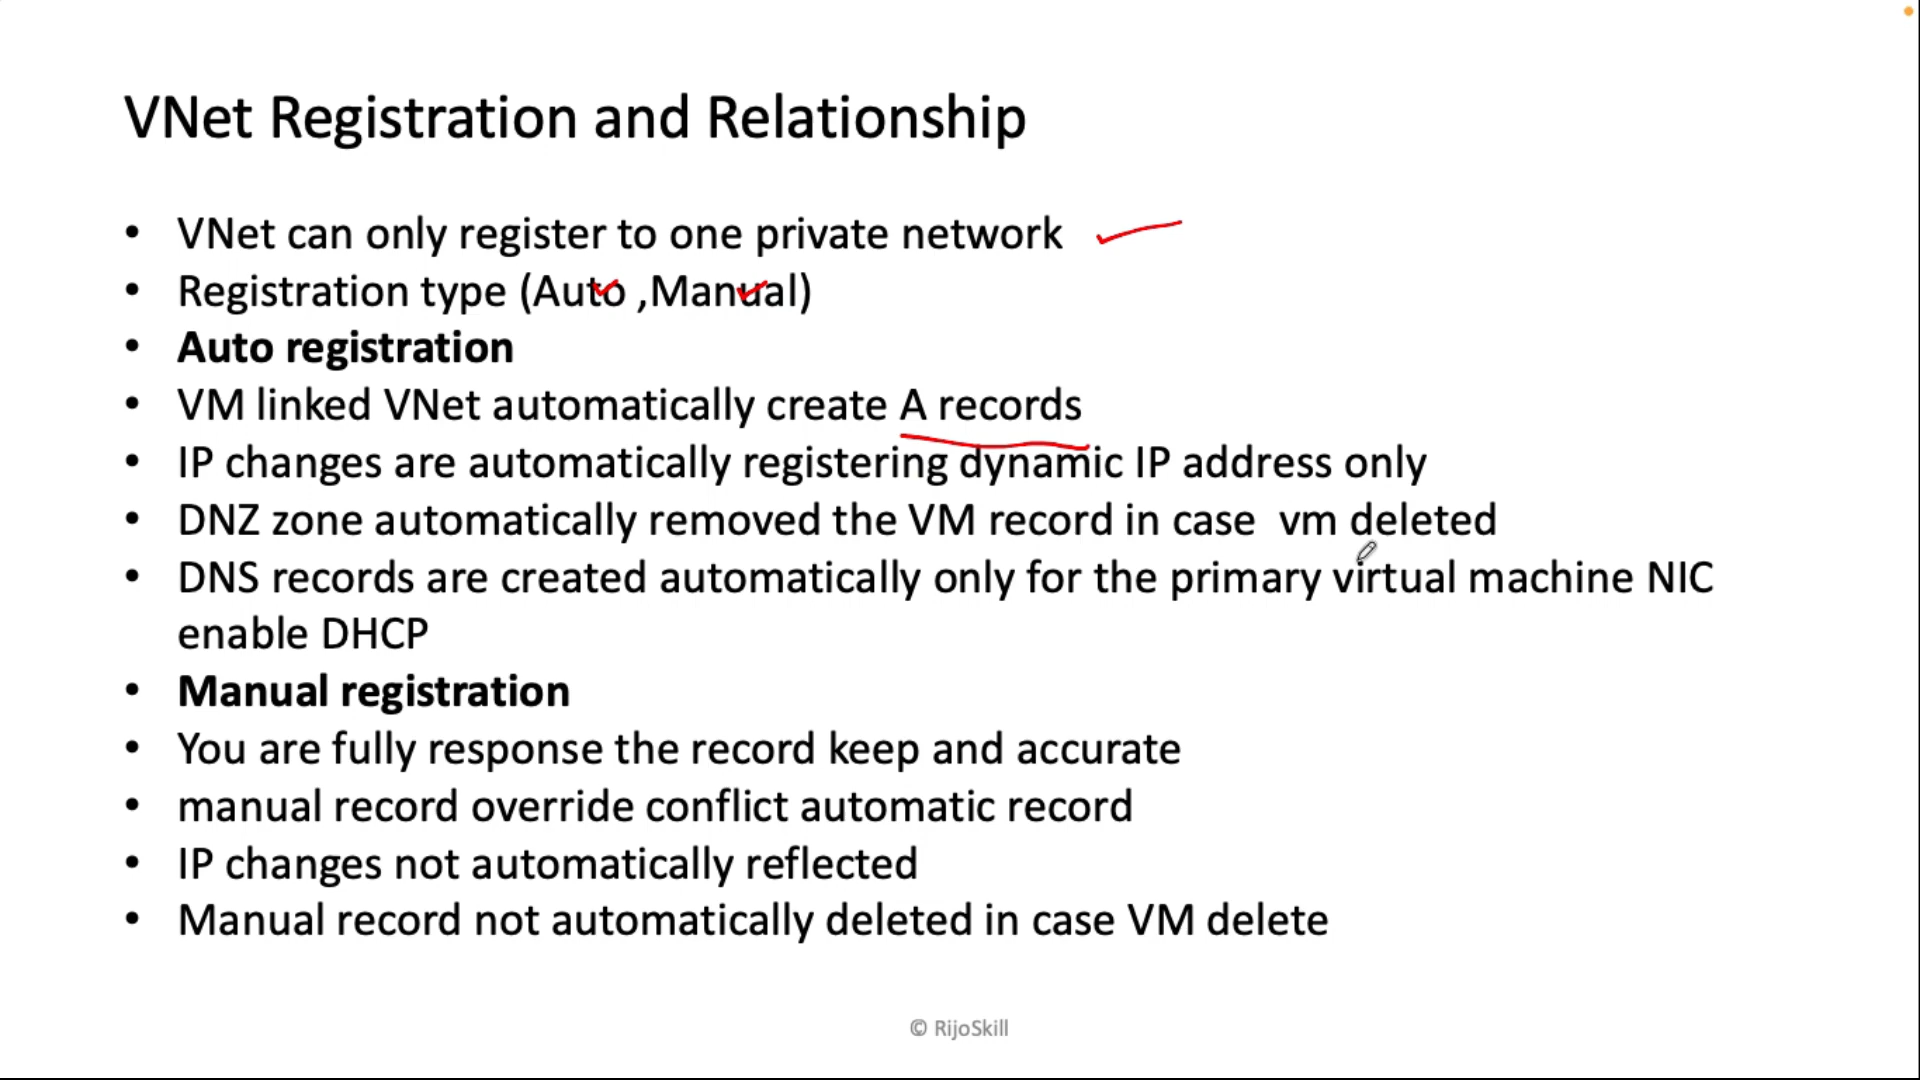 VNet Registration and Relationship
• VNet can only register to one private network
• Registration type (Auto ,Manual)
• Auto registration
• VM linked VNet automatically create A records
• IP changes are automatically registering dynamic IP address only
• DNZ zone automatically removed the VM record in case  vm deleted
• DNS records are created automatically only for the primary virtual machine NIC
enable DHCP
• Manual registration
• You are fully response the record keep and accurate
• manual record override conflict automatic record
• IP changes not automatically reflected
• Manual record not automatically deleted in case VM delete
© RijoSkill